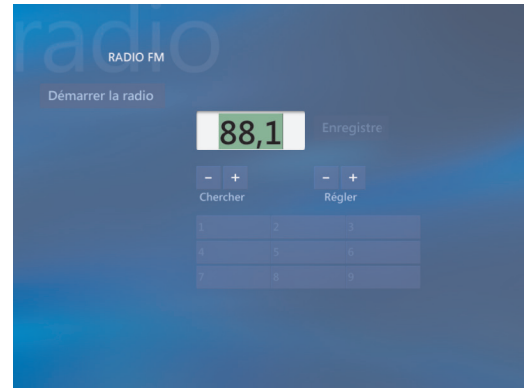 radio
RADIO FM
Démarrer la radio
88,1
Enregistre
- + - +
Chercher Régler
1 2 3
4 5 6
7 8 9